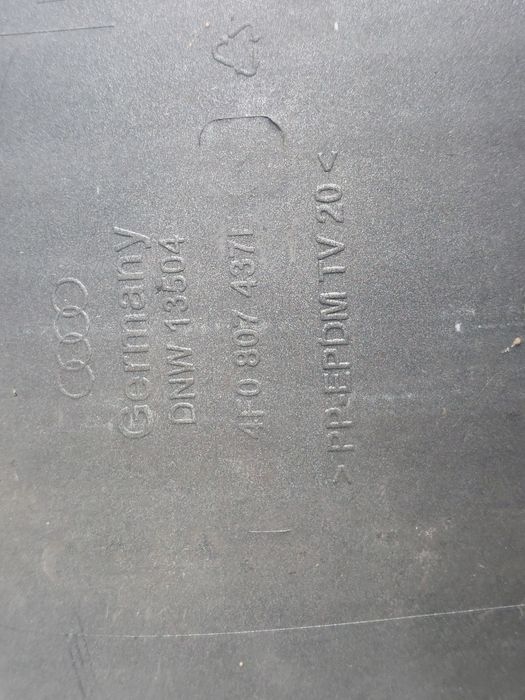 Germany
DNW 13504
4F0 807 437
> PP-EPDM TV 20 <